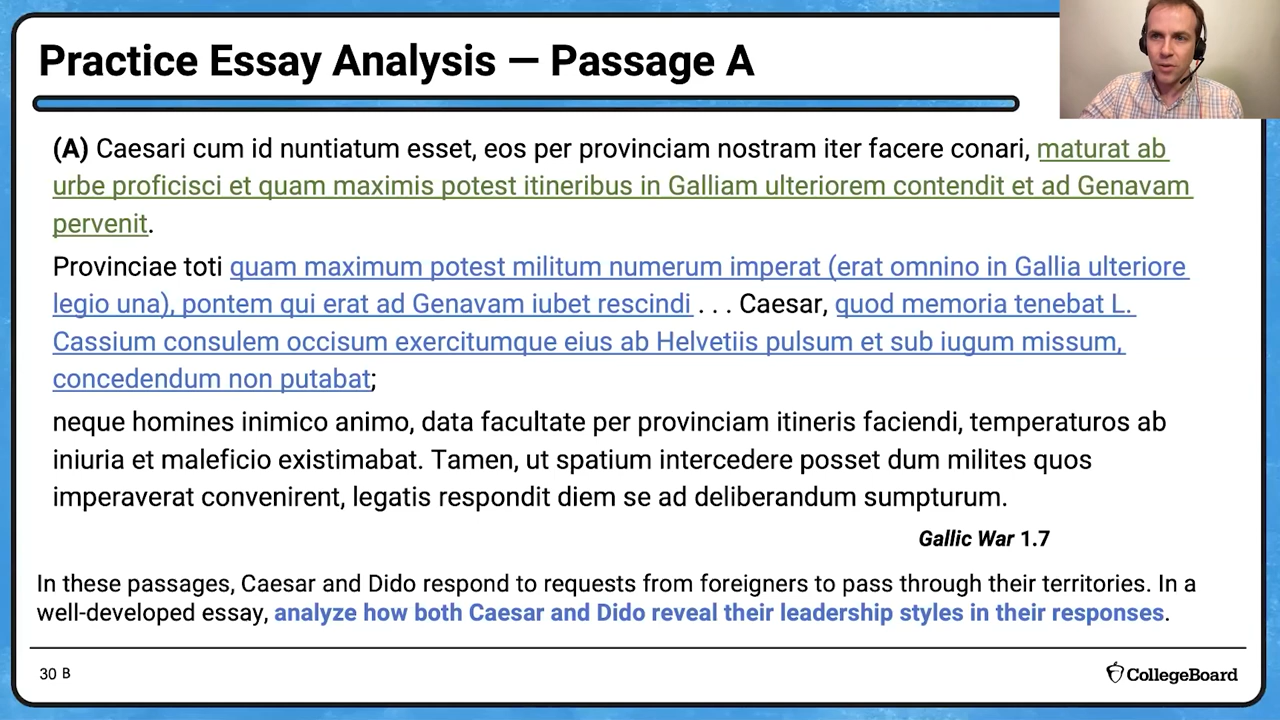 Practice Essay Analysis — Passage A
(A) Caesari cum id nuntiatum esset, eos per provinciam nostram iter facere conari, maturat ab
urbe proficisci et quam maximis potest itineribus in Galliam ulteriorem contendit et ad Genavam
pervenit.
Provinciae toti quam maximum potest militum numerum imperat (erat omnino in Gallia ulteriore
legio una), pontem qui erat ad Genavam iubet rescindi . . . Caesar, quod memoria tenebat L.
Cassium consulem occisum exercitumque eius ab Helvetiis pulsum et sub iugum missum,
concedendum non putabat;
neque homines inimico animo, data facultate per provinciam itineris faciendi, temperaturos ab
iniuria et maleficio existimabat. Tamen, ut spatium intercedere posset dum milites quos
imperaverat convenirent, legatis respondit diem se ad deliberandum sumpturum.
Gallic War 1.7
In these passages, Caesar and Dido respond to requests from foreigners to pass through their territories. In a
well-developed essay, analyze how both Caesar and Dido reveal their leadership styles in their responses.
30 B
CollegeBoard